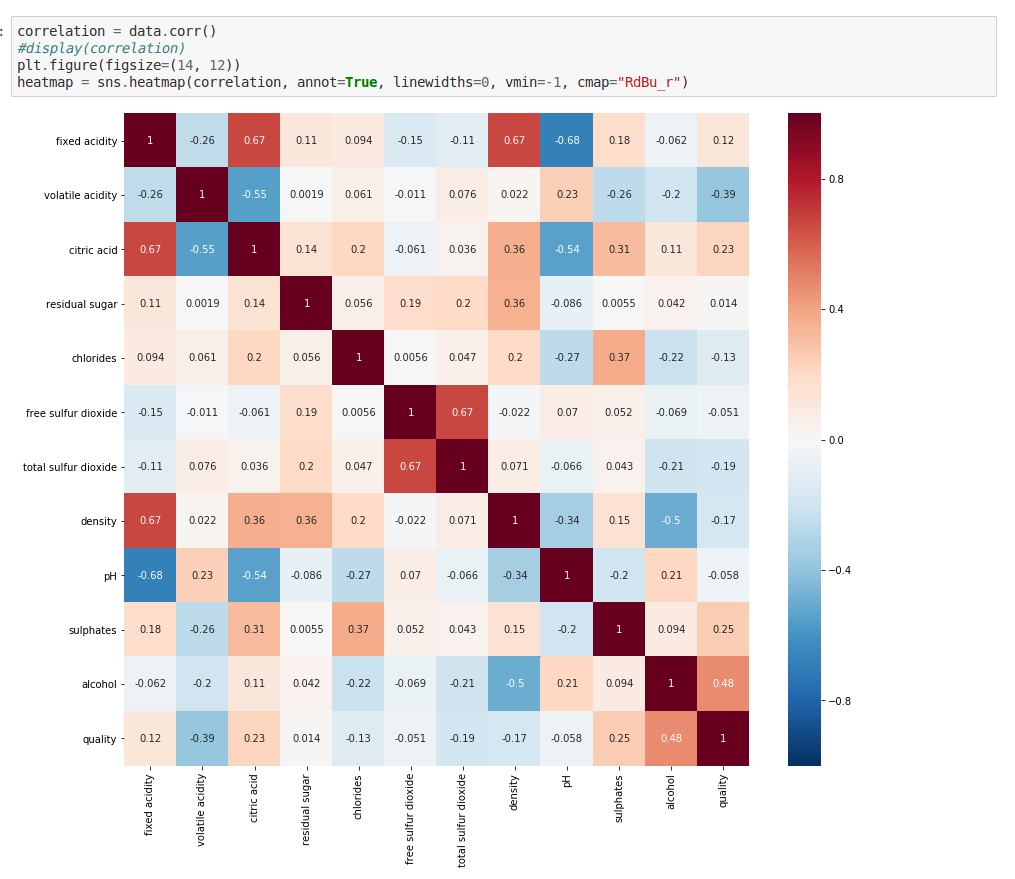 :
correlation = data.corr()
#display(correlation)
plt.figure(figsize=(14, 12))
heatmap = sns.heatmap(correlation, annot=True, linewidths=0, vmin=-1, cmap="RdBu_r")
fixed acidity 1 -0.26 0.67 0.11 0.094 -0.15 -0.11 0.67 -0.68 0.18 -0.062 0.12
0.8
volatile acidity -0.26 1 -0.55 0.0019 0.061 -0.011 0.076 0.022 0.23 -0.26 -0.2 -0.39
citric acid 0.67 -0.55 1 0.14 0.2 -0.061 0.036 0.36 -0.54 0.31 0.11 0.23
residual sugar 0.11 0.0019 0.14 1 0.056 0.19 0.2 0.36 -0.086 0.0055 0.042 0.014
0.4
chlorides 0.094 0.061 0.2 0.056 1 0.0056 0.047 0.2 -0.27 0.37 -0.22 -0.13
free sulfur dioxide -0.15 -0.011 -0.061 0.19 0.0056 1 0.67 -0.022 0.07 0.052 -0.069 -0.051
0.0
total sulfur dioxide -0.11 0.076 0.036 0.2 0.047 0.67 1 0.071 -0.066 0.043 -0.21 -0.19
density 0.67 0.022 0.36 0.36 0.2 -0.022 0.071 1 -0.34 0.15 -0.5 -0.17
-0.4
pH -0.68 0.23 -0.54 -0.086 -0.27 0.07 -0.066 -0.34 1 -0.2 0.21 -0.058
sulphates 0.18 -0.26 0.31 0.0055 0.37 0.052 0.043 0.15 -0.2 1 0.094 0.25
alcohol -0.062 -0.2 0.11 0.042 -0.22 -0.069 -0.21 -0.5 0.21 0.094 1 0.48
-0.8
quality 0.12 -0.39 0.23 0.014 -0.13 -0.051 -0.19 -0.17 -0.058 0.25 0.48 1
fixed acidity
volatile acidity
citric acid
residual sugar
chlorides
free sulfur dioxide
total sulfur dioxide
density
pH
sulphates
alcohol
quality